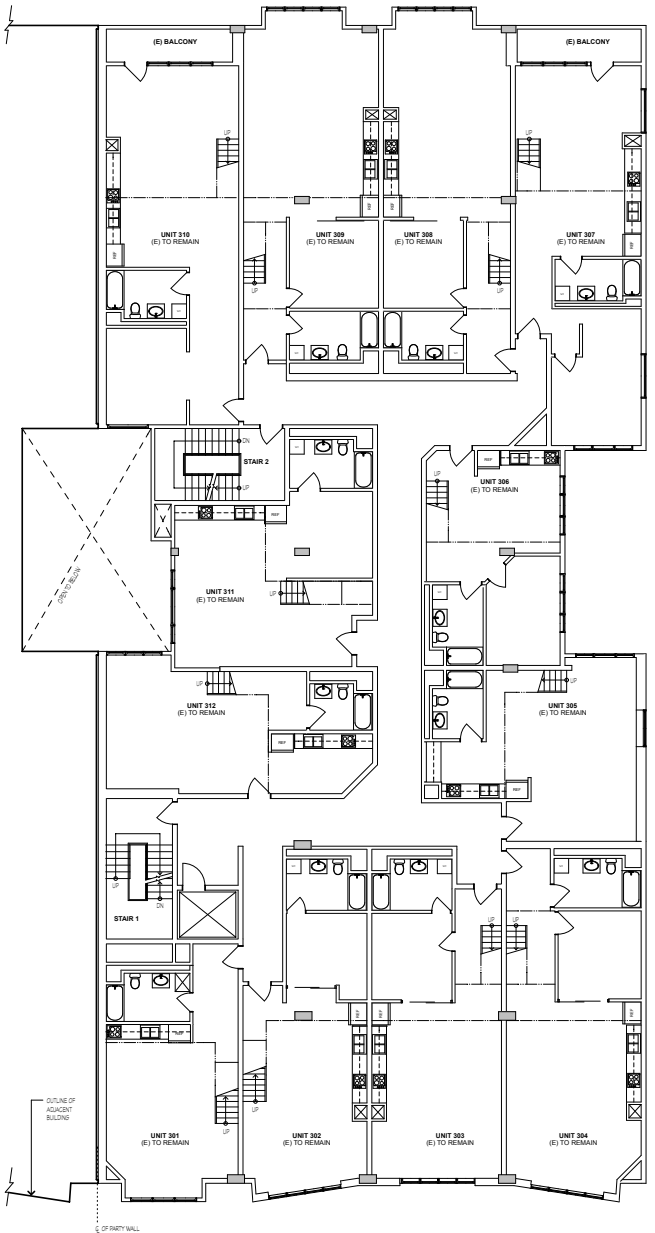 (E) BALCONY
(E) BALCONY
UP
UP
UNIT 310
(E) TO REMAIN
UNIT 309
(E) TO REMAIN
UNIT 308
(E) TO REMAIN
UNIT 307
(E) TO REMAIN
REF
REF
REF
REF
UP
UP
DN
STAIR 2
UP
REF
UP
UNIT 306
(E) TO REMAIN
REF
OPEN TO BELOW
UNIT 311
(E) TO REMAIN
UP
UP
UNIT 312
(E) TO REMAIN
REF
UP
UNIT 305
(E) TO REMAIN
REF
UP
DN
STAIR 1
UP
UP
REF
REF
REF
REF
UP
UP
OUTLINE OF
ADJACENT
BUILDING
UNIT 301
(E) TO REMAIN
UNIT 302
(E) TO REMAIN
UNIT 303
(E) TO REMAIN
UNIT 304
(E) TO REMAIN
℄ OF PARTY WALL